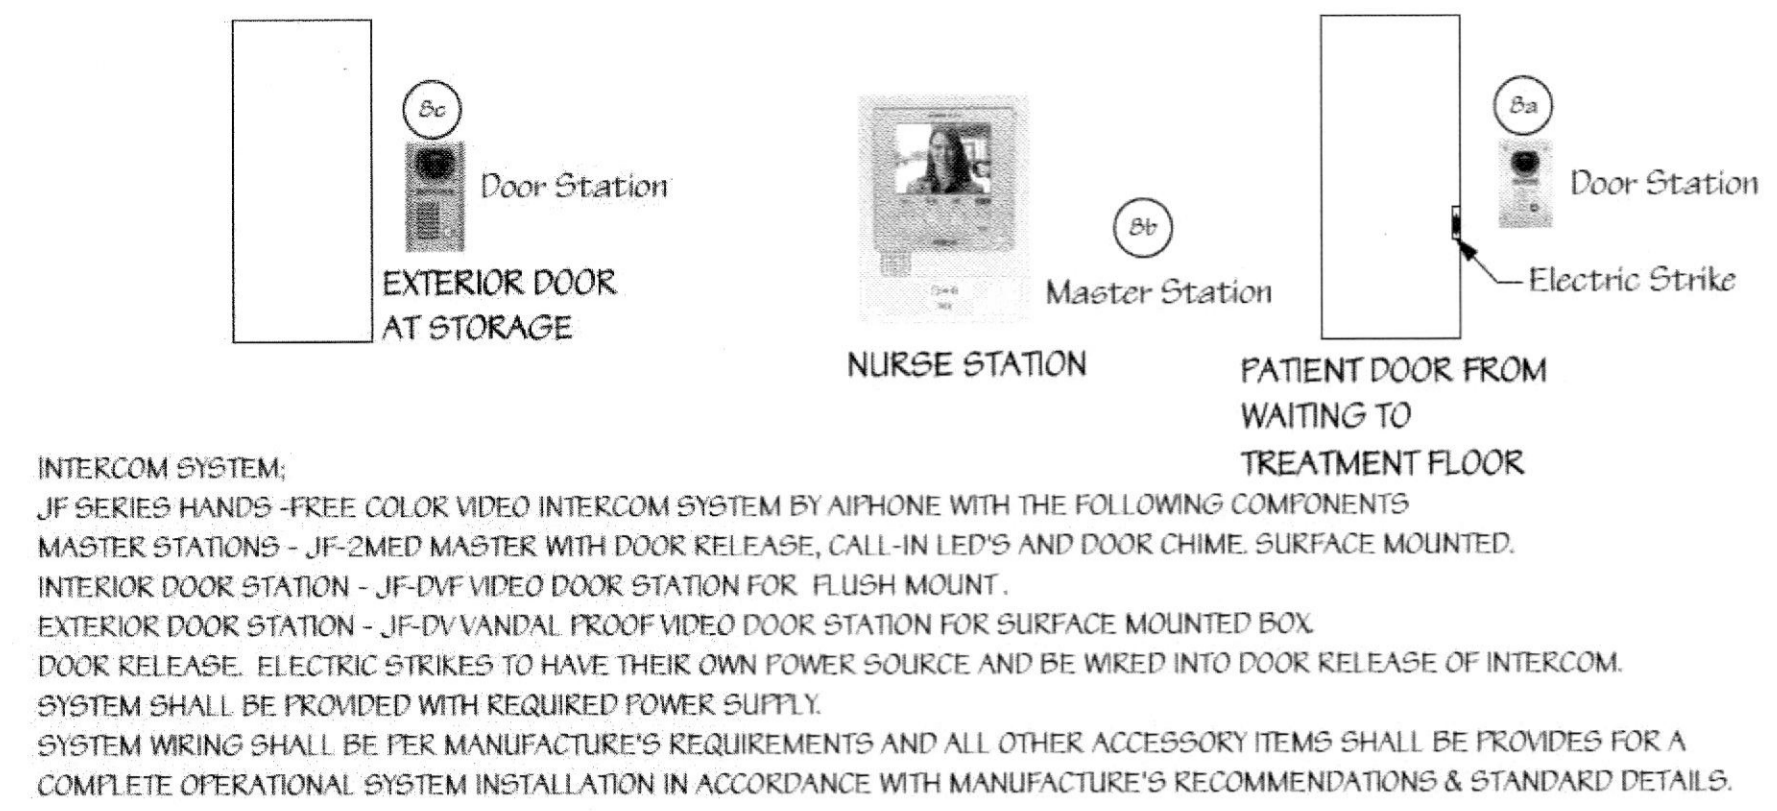 8c
Door Station
EXTERIOR DOOR
AT STORAGE
8b
Master Station
NURSE STATION
8a
Door Station
Electric Strike
PATIENT DOOR FROM
WAITING TO
TREATMENT FLOOR
INTERCOM SYSTEM;
JF SERIES HANDS -FREE COLOR VIDEO INTERCOM SYSTEM BY AIPHONE WITH THE FOLLOWING COMPONENTS
MASTER STATIONS - JF-2MED MASTER WITH DOOR RELEASE, CALL-IN LED'S AND DOOR CHIME. SURFACE MOUNTED.
INTERIOR DOOR STATION - JF-DVF VIDEO DOOR STATION FOR FLUSH MOUNT.
EXTERIOR DOOR STATION - JF-DV VANDAL PROOF VIDEO DOOR STATION FOR SURFACE MOUNTED BOX
DOOR RELEASE. ELECTRIC STRIKES TO HAVE THEIR OWN POWER SOURCE AND BE WIRED INTO DOOR RELEASE OF INTERCOM.
SYSTEM SHALL BE PROVIDED WITH REQUIRED POWER SUPPLY.
SYSTEM WIRING SHALL BE PER MANUFACTURE'S REQUIREMENTS AND ALL OTHER ACCESSORY ITEMS SHALL BE PROVIDES FOR A
COMPLETE OPERATIONAL SYSTEM INSTALLATION IN ACCORDANCE WITH MANUFACTURE'S RECOMMENDATIONS & STANDARD DETAILS.